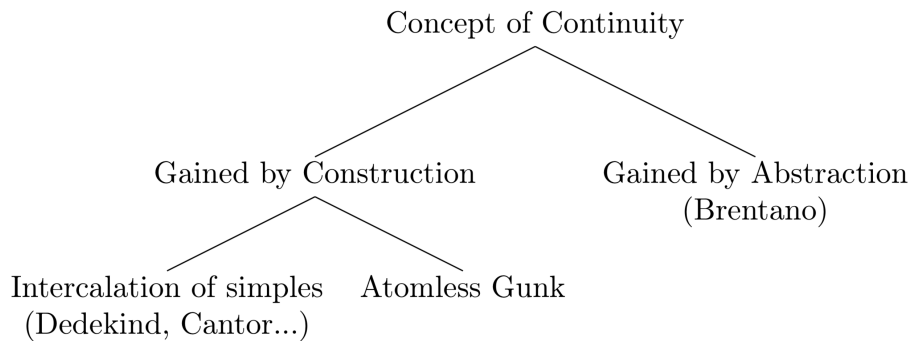 Concept of Continuity
Gained by Construction
Gained by Abstraction
(Brentano)
Intercalation of simples
(Dedekind, Cantor...)
Atomless Gunk